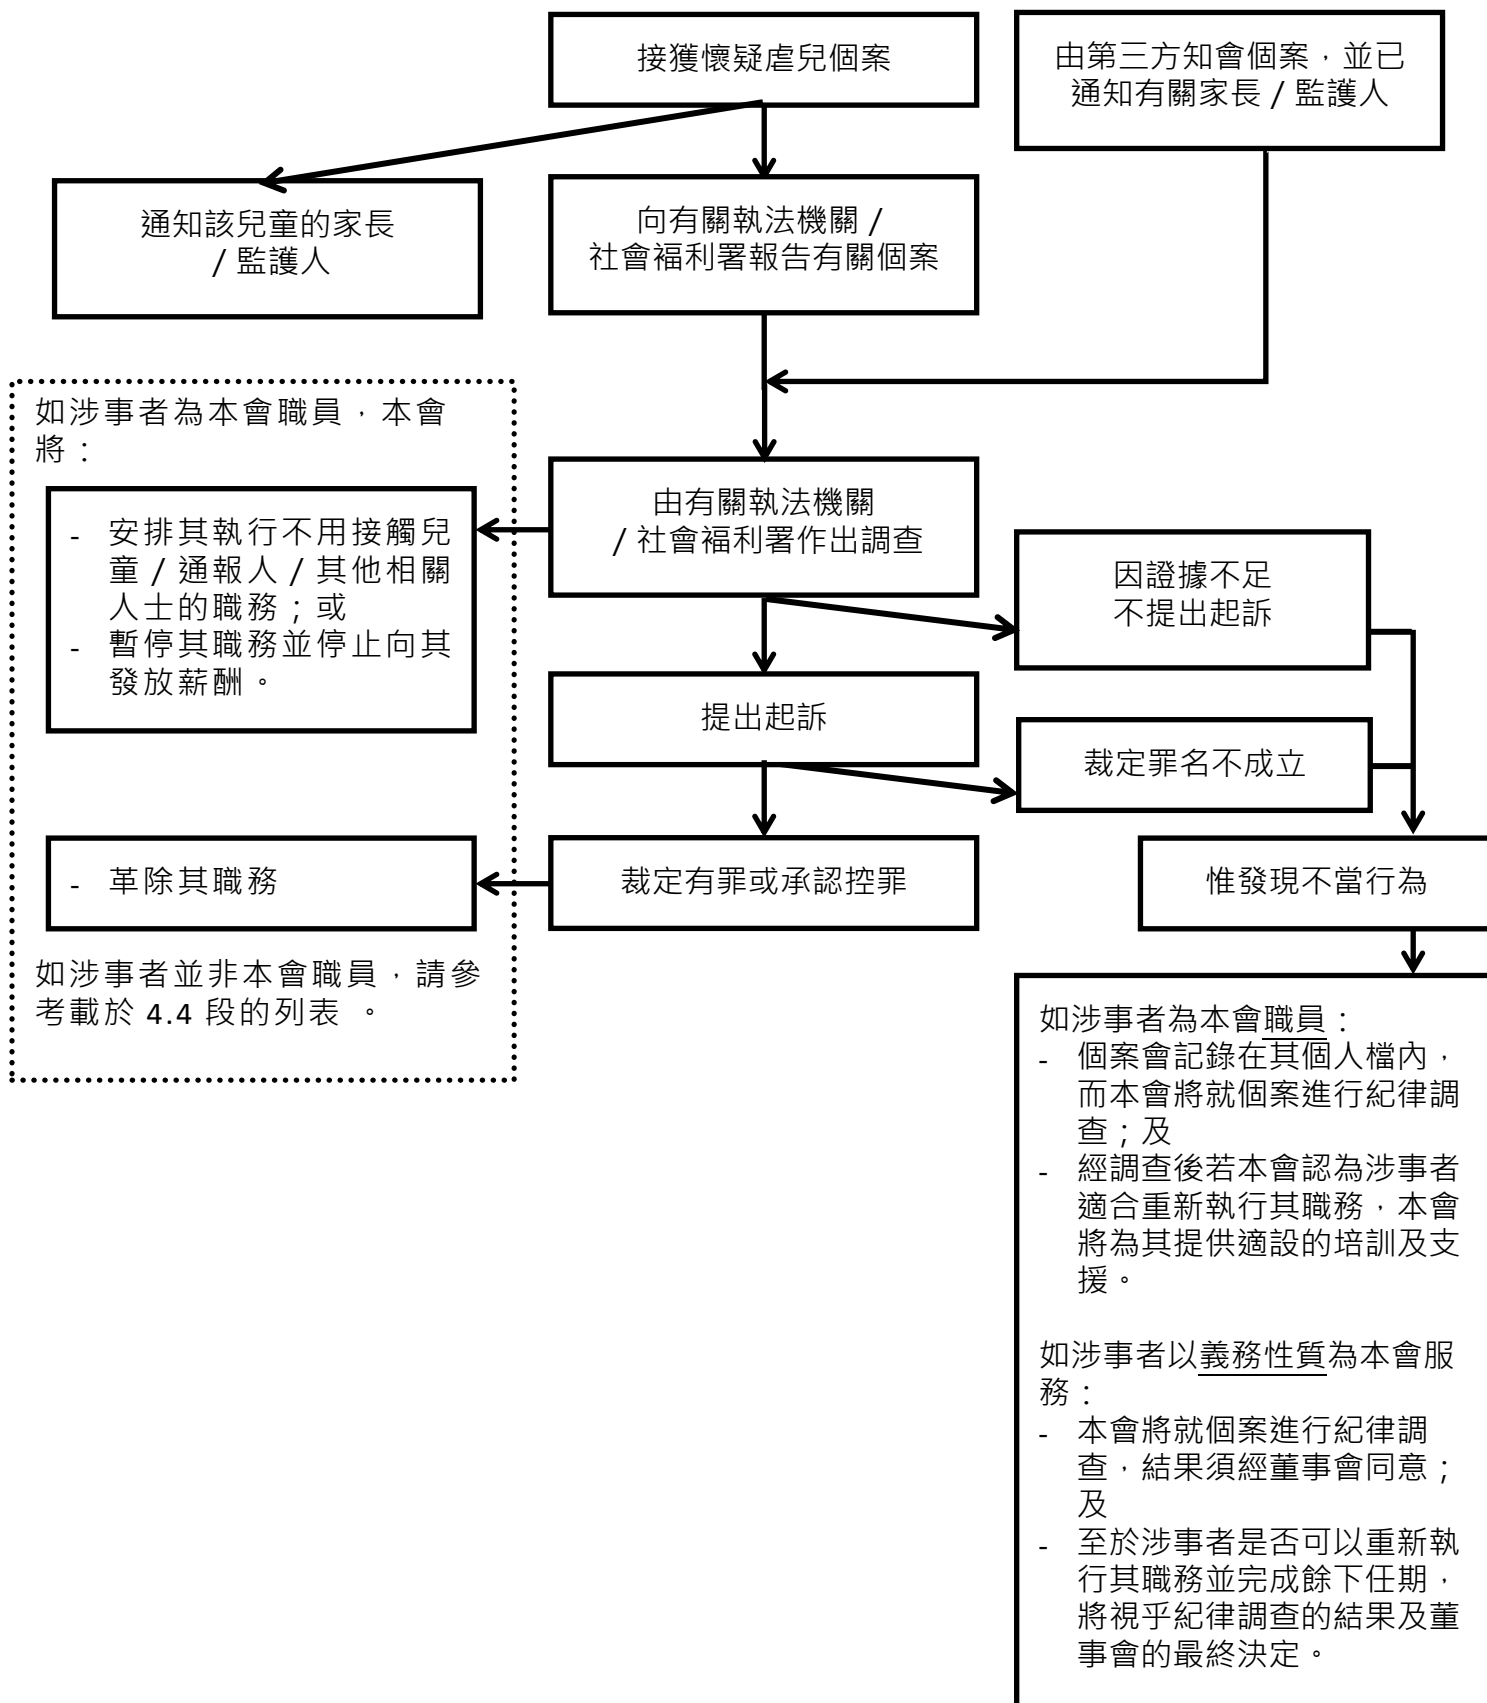 接獲懷疑虐兒個案
由第三方知會個案，並已
通知有關家長 / 監護人
通知該兒童的家長
/ 監護人
向有關執法機關 /
社會福利署報告有關個案
如涉事者為本會職員，本會
將：
由有關執法機關
/ 社會福利署作出調查
- 安排其執行不用接觸兒
童 / 通報人 / 其他相關
人士的職務；或
- 暫停其職務並停止向其
發放薪酬。
因證據不足
不提出起訴
提出起訴
裁定罪名不成立
- 革除其職務
裁定有罪或承認控罪
惟發現不當行為
如涉事者並非本會職員，請參
考載於 4.4 段的列表 。
如涉事者為本會職員：
- 個案會記錄在其個人檔內，
而本會將就個案進行紀律調
查；及
- 經調查後若本會認為涉事者
適合重新執行其職務，本會
將為其提供適設的培訓及支
援。
如涉事者以義務性質為本會服
務：
- 本會將就個案進行紀律調
查，結果須經董事會同意；
及
- 至於涉事者是否可以重新執
行其職務並完成餘下任期，
將視乎紀律調查的結果及董
事會的最終決定。